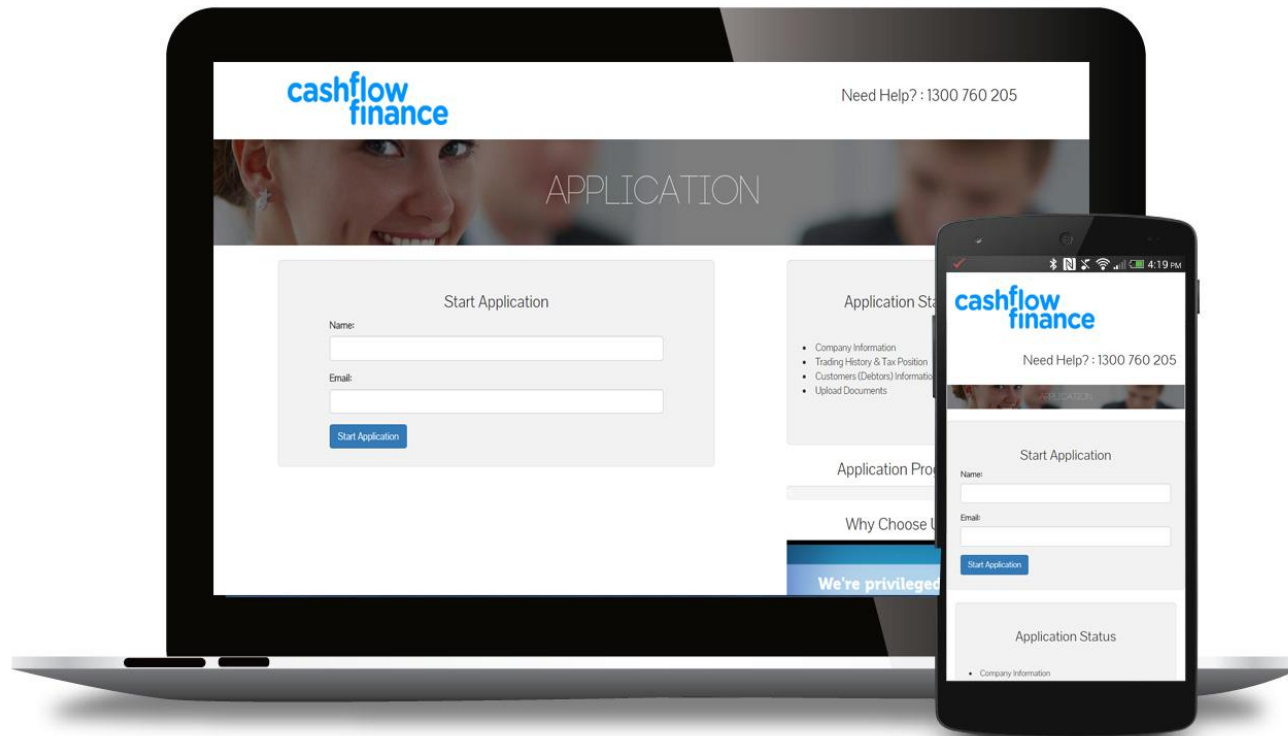 cashflow
finance
Need Help? : 1300 760 205
APPLICATION
Start Application
Name:
Email:
Start Application
Application Sta
• Company Information
• Trading History & Tax Position
• Customers (Debtors) Informatio
• Upload Documents
Application Pro
Why Choose U
We're privileged
4:19 PM
cashflow
finance
Need Help? : 1300 760 205
APPLICATION
Start Application
Name:
Email:
Start Application
Application Status
• Company Information